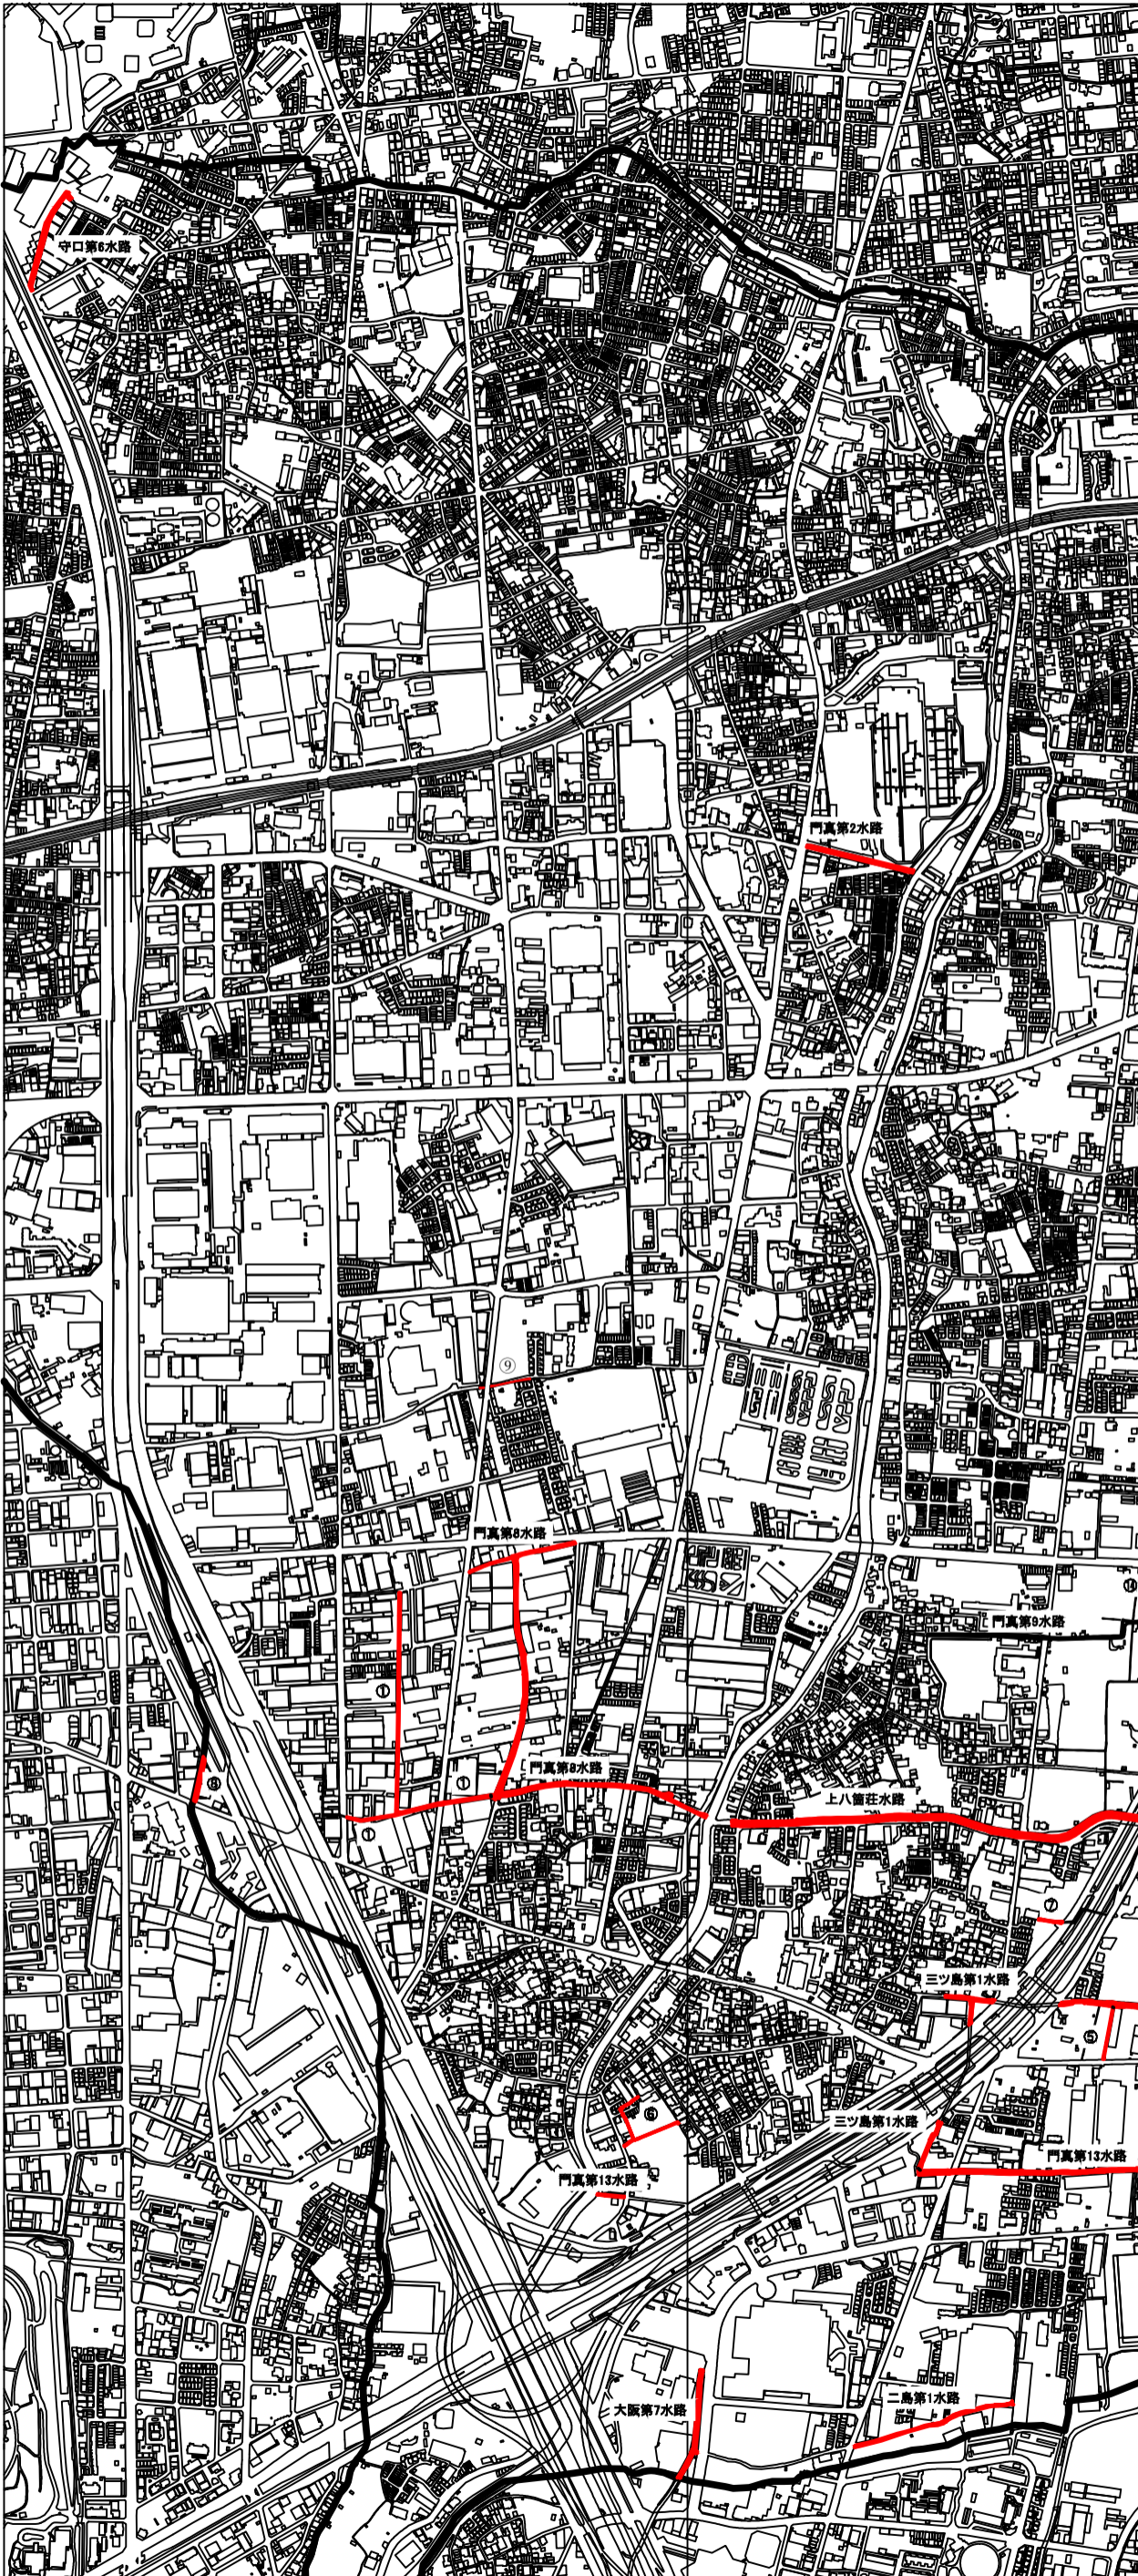 守口第6水路
門真第2水路
⑨
門真第8水路
⑭
門真第9水路
①
①
⑧
門真第8水路
上八箇荘水路
①
⑦
三ツ島第1水路
⑤
⑥
三ツ島第1水路
門真第13水路
門真第13水路
二島第1水路
大阪第7水路